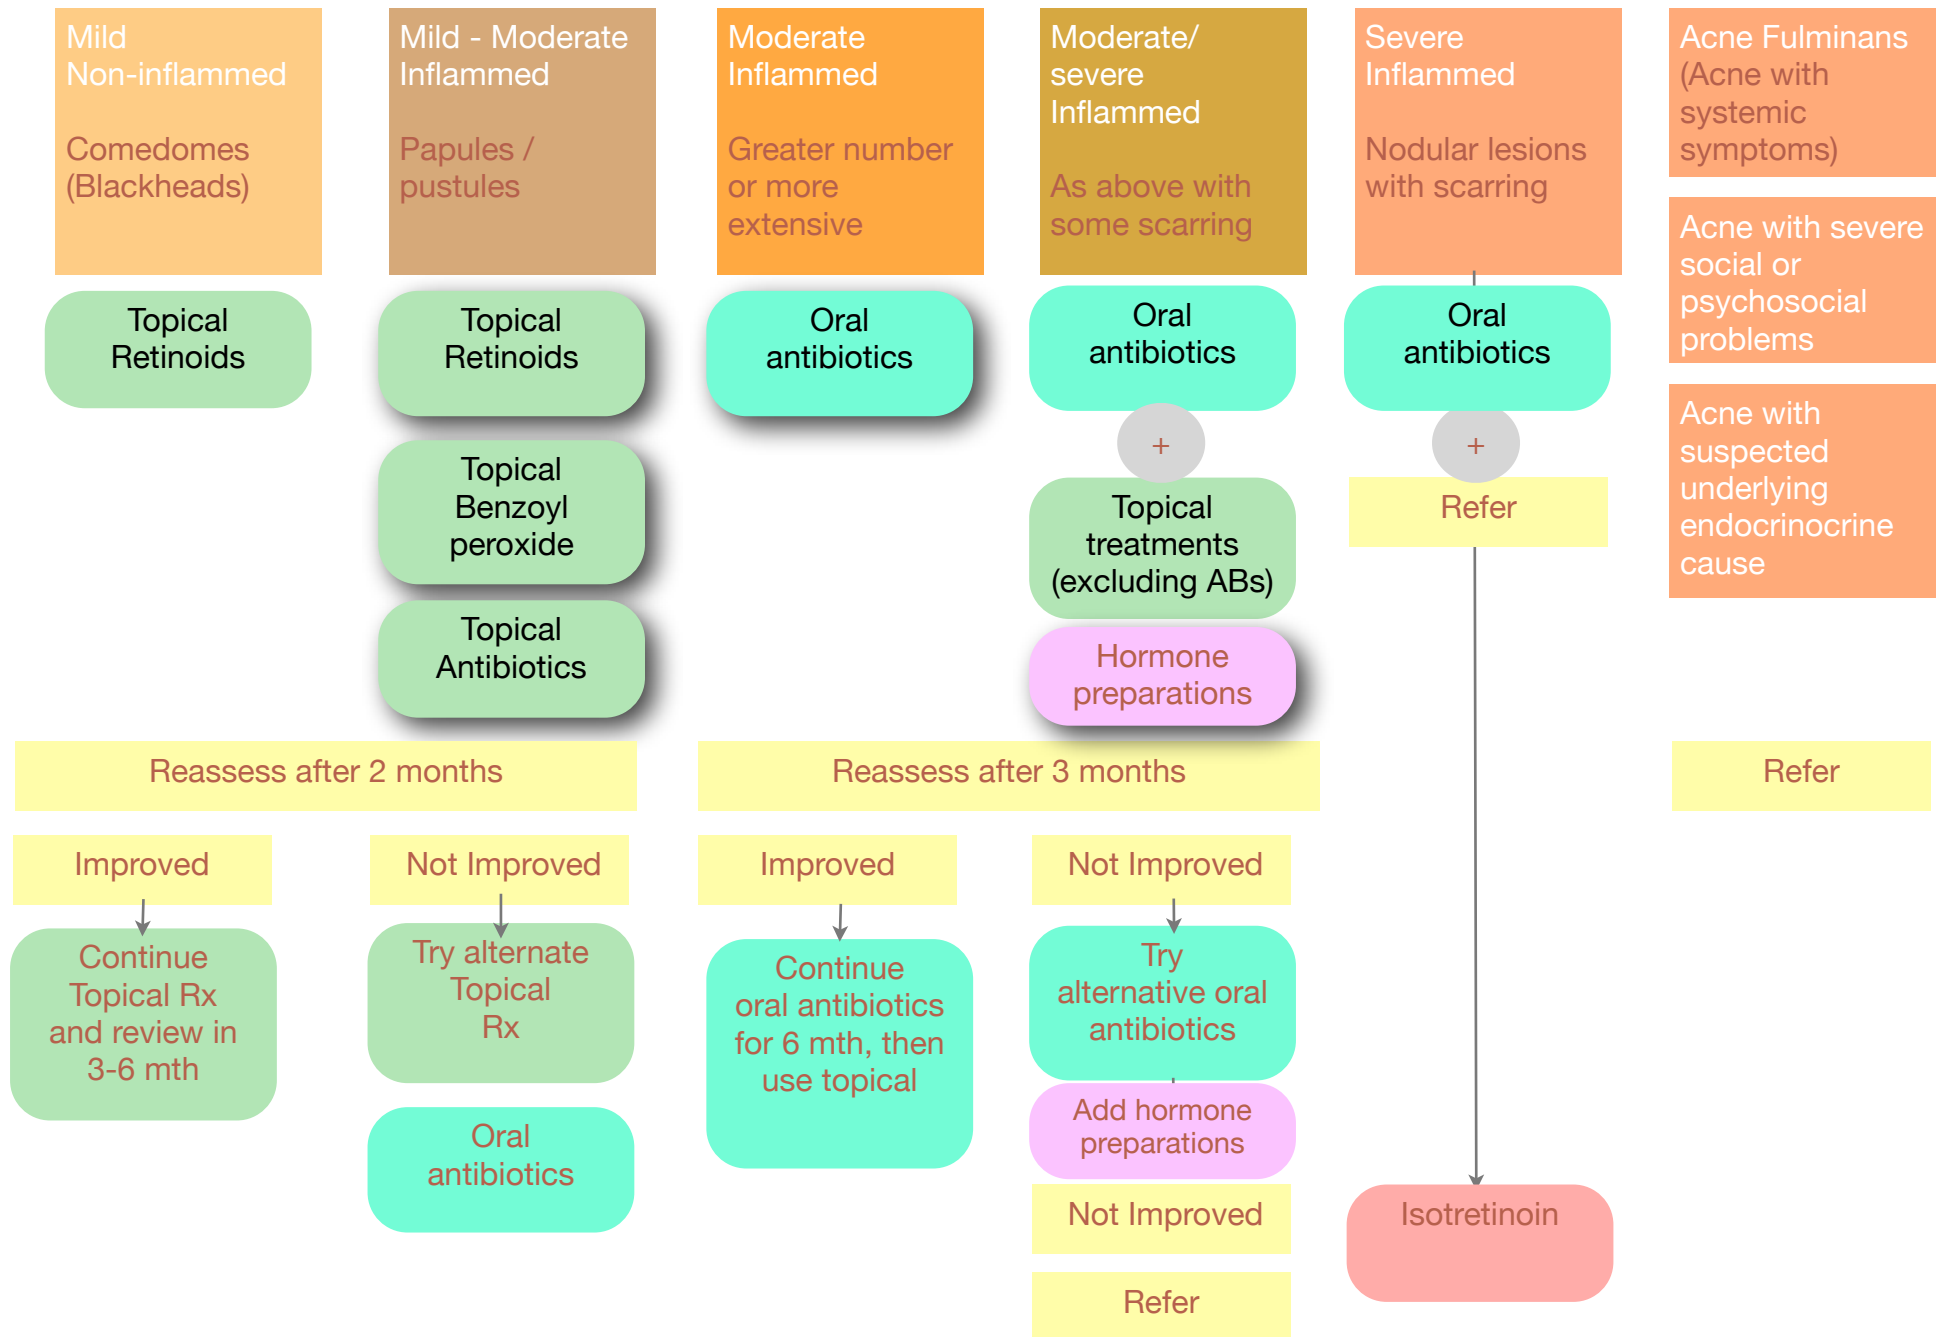 Mild
Non-inflammed
Comedomes
(Blackheads)
Mild - Moderate
Inflammed
Papules /
pustules
Moderate
Inflammed
Greater number
or more
extensive
Moderate/
severe
Inflammed
As above with
some scarring
Severe
Inflammed
Nodular lesions
with scarring
Acne Fulminans
(Acne with
systemic
symptoms)
Acne with severe
social or
psychosocial
problems
Acne with
suspected
underlying
endocrinocrine
cause
Topical
Retinoids
Topical
Retinoids
Topical
Benzoyl
peroxide
Topical
Antibiotics
Oral
antibiotics
Oral
antibiotics
+
Topical
treatments
(excluding ABs)
Hormone
preparations
Oral
antibiotics
+
Refer
Reassess after 2 months
Reassess after 3 months
Refer
Improved
Continue
Topical Rx
and review in
3-6 mth
Not Improved
Try alternate
Topical
Rx
Oral
antibiotics
Improved
Continue
oral antibiotics
for 6 mth, then
use topical
Not Improved
Try
alternative oral
antibiotics
Add hormone
preparations
Not Improved
Refer
Isotretinoin